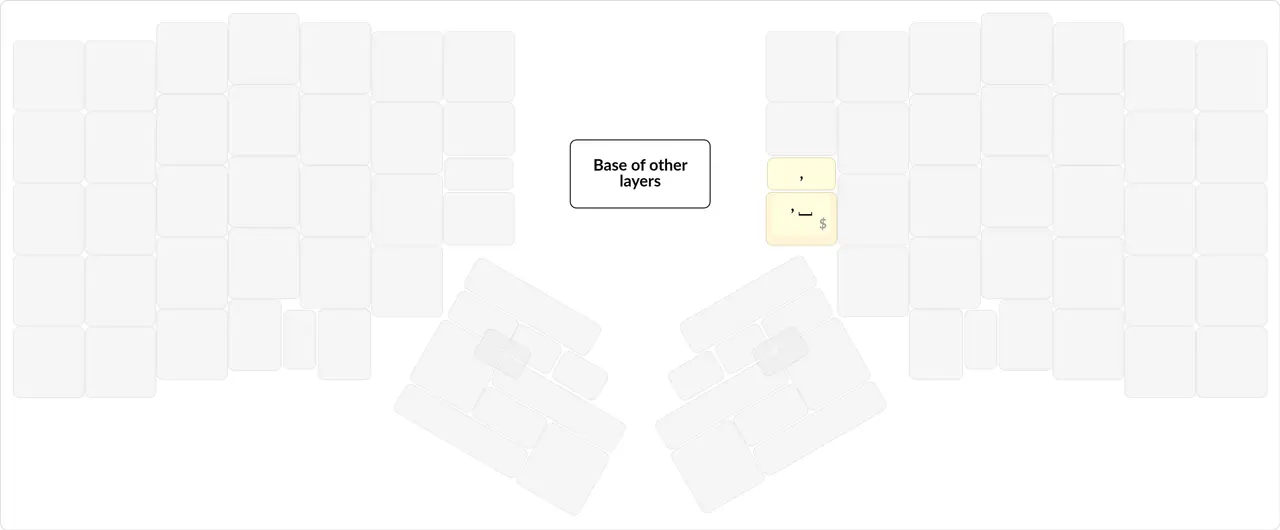 Base of other
layers
,
’ ⎵
$